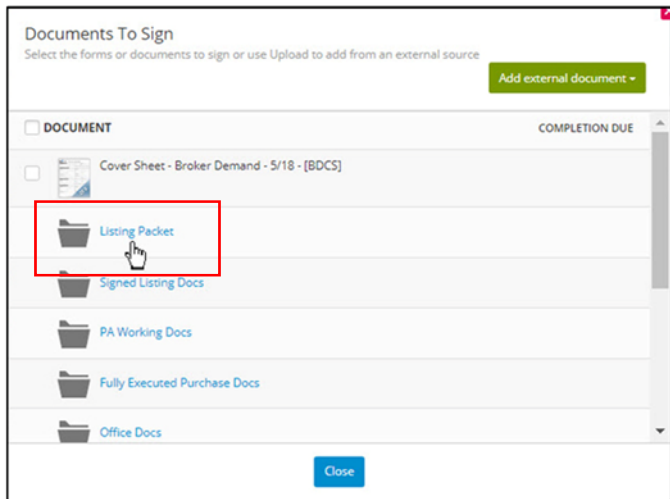 Documents To Sign
Select the forms or documents to sign or use Upload to add from an external source
Add external document
DOCUMENT COMPLETION DUE
Cover Sheet - Broker Demand - 5/18 - [BDCS]
Listing Packet
Signed Listing Docs
PA Working Docs
Fully Executed Purchase Docs
Office Docs
Close